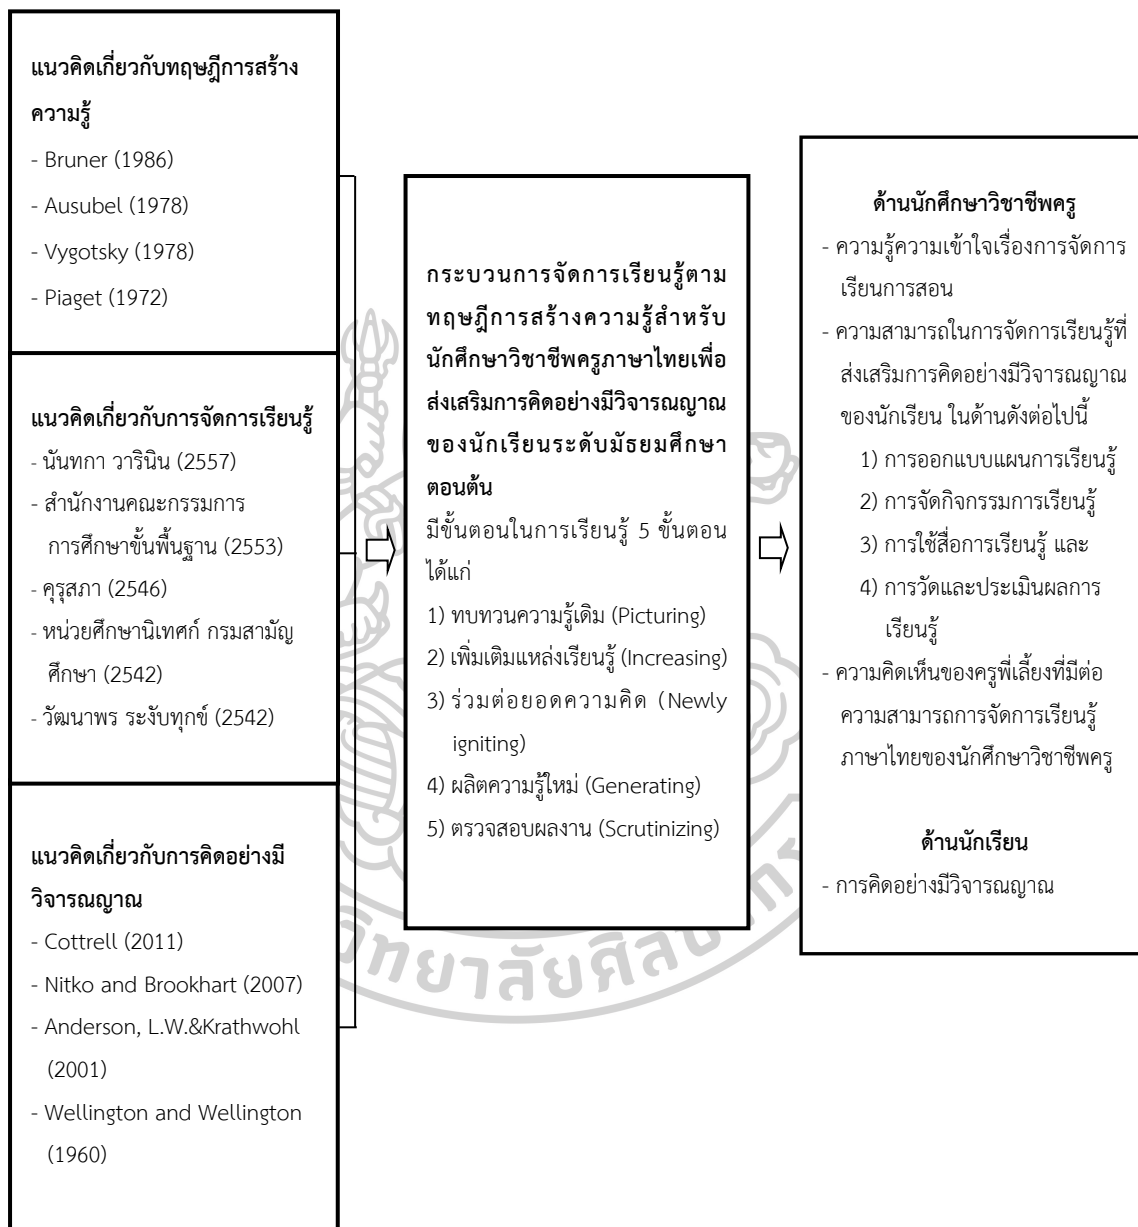 แนวคิดเกี่ยวกับทฤษฎีการสร้าง
ความรู้
- Bruner (1986)
- Ausubel (1978)
- Vygotsky (1978)
- Piaget (1972)
แนวคิดเกี่ยวกับการจัดการเรียนรู้
- นันทกา วารินิน (2557)
- สำนักงานคณะกรรมการ
การศึกษาขั้นพื้นฐาน (2553)
- คุรุสภา (2546)
- หน่วยศึกษานิเทศก์ กรมสามัญ
ศึกษา (2542)
- วัฒนาพร ระงับทุกข์ (2542)
แนวคิดเกี่ยวกับการคิดอย่างมี
วิจารณญาณ
- Cottrell (2011)
- Nitko and Brookhart (2007)
- Anderson, L.W.&Krathwohl
(2001)
- Wellington and Wellington
(1960)
กระบวนการจัดการเรียนรู้ตาม
ทฤษฎีการสร้างความรู้สำหรับ
นักศึกษาวิชาชีพครูภาษาไทยเพื่อ
ส่งเสริมการคิดอย่างมีวิจารณญาณ
ของนักเรียนระดับมัธยมศึกษา
ตอนต้น
มีขั้นตอนในการเรียนรู้ 5 ขั้นตอน
ได้แก่
1) ทบทวนความรู้เดิม (Picturing)
2) เพิ่มเติมแหล่งเรียนรู้ (Increasing)
3) ร่วมต่อยอดความคิด (Newly
igniting)
4) ผลิตความรู้ใหม่ (Generating)
5) ตรวจสอบผลงาน (Scrutinizing)
ด้านนักศึกษาวิชาชีพครู
- ความรู้ความเข้าใจเรื่องการจัดการ
เรียนการสอน
- ความสามารถในการจัดการเรียนรู้ที่
ส่งเสริมการคิดอย่างมีวิจารณญาณ
ของนักเรียน ในด้านดังต่อไปนี้
1) การออกแบบแผนการเรียนรู้
2) การจัดกิจกรรมการเรียนรู้
3) การใช้สื่อการเรียนรู้ และ
4) การวัดและประเมินผลการ
เรียนรู้
- ความคิดเห็นของครูพี่เลี้ยงที่มีต่อ
ความสามารถการจัดการเรียนรู้
ภาษาไทยของนักศึกษาวิชาชีพครู
ด้านนักเรียน
- การคิดอย่างมีวิจารณญาณ